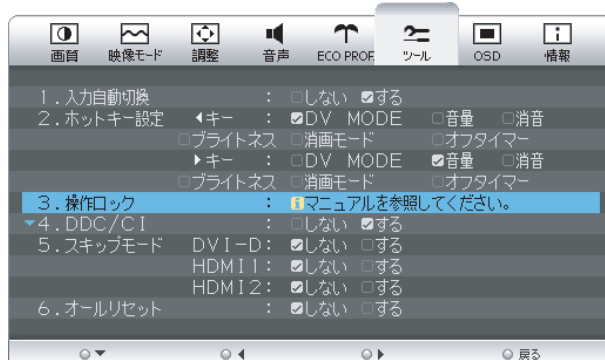 画質 映像モード 調整 音声 ECO PROF. ツール OSD 情報
1.入力自動切換 : □しない ☑する
2.ホットキー設定 ◀キー : ☑DV MODE □音量 □消音
□ブライトネス □消画モード □オフタイマー
▶キー : □DV MODE ☑音量 □消音
□ブライトネス □消画モード □オフタイマー
3.操作ロック : iマニュアルを参照してください。
4.DDC/CI : □しない ☑する
5.スキップモード DVI-D: ☑しない □する
HDMI1: ☑しない □する
HDMI2: ☑しない □する
6.オールリセット : ☑しない □する
▼ ◀ ▶ 戻る